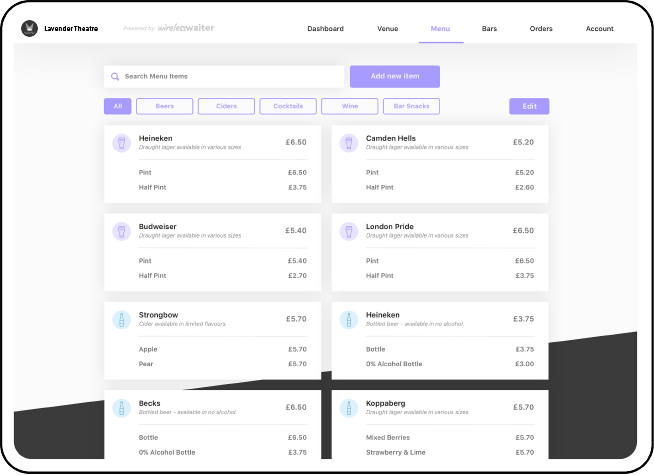 Lavender Theatre
Powered by wirelesswaiter
Dashboard
Venue
Menu
Bars
Orders
Account
Search Menu Items
Add new item
All
Beers
Ciders
Cocktails
Wine
Bar Snacks
Edit
Heineken £6.50
Draught lager available in various sizes
Pint £6.50
Half Pint £3.75
Camden Hells £5.20
Draught lager available in various sizes
Pint £5.20
Half Pint £2.60
Budweiser £5.40
Draught lager available in various sizes
Pint £5.40
Half Pint £2.70
London Pride £6.50
Draught lager available in various sizes
Pint £6.50
Half Pint £3.75
Strongbow £5.70
Cider available in limited flavours
Apple £5.70
Pear £5.70
Heineken £3.75
Bottled beer - available in no alcohol.
Bottle £3.75
0% Alcohol Bottle £3.00
Becks £6.50
Bottled beer - available in no alcohol.
Bottle £6.50
0% Alcohol Bottle £3.75
Koppaberg £5.70
Draught lager available in various sizes
Mixed Berries £5.70
Strawberry & Lime £5.70